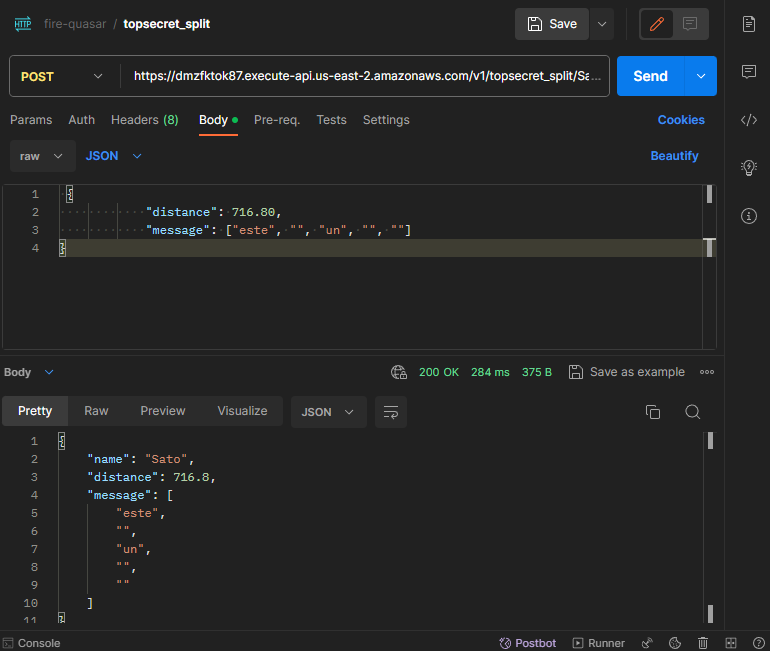 HTTP fire-quasar / topsecret_split Save
POST https://dmzfktok87.execute-api.us-east-2.amazonaws.com/v1/topsecret_split/Sa... Send
Params Auth Headers (8) Body Pre-req. Tests Settings Cookies
raw JSON Beautify
1 {
2 "distance": 716.80,
3 "message": ["este", "", "un", "", ""]
4 }
Body 200 OK 284 ms 375 B Save as example
Pretty Raw Preview Visualize JSON
1 {
2 "name": "Sato",
3 "distance": 716.8,
4 "message": [
5 "este",
6 "",
7 "un",
8 "",
9 ""
10 ]
11 }
Console Postbot Runner